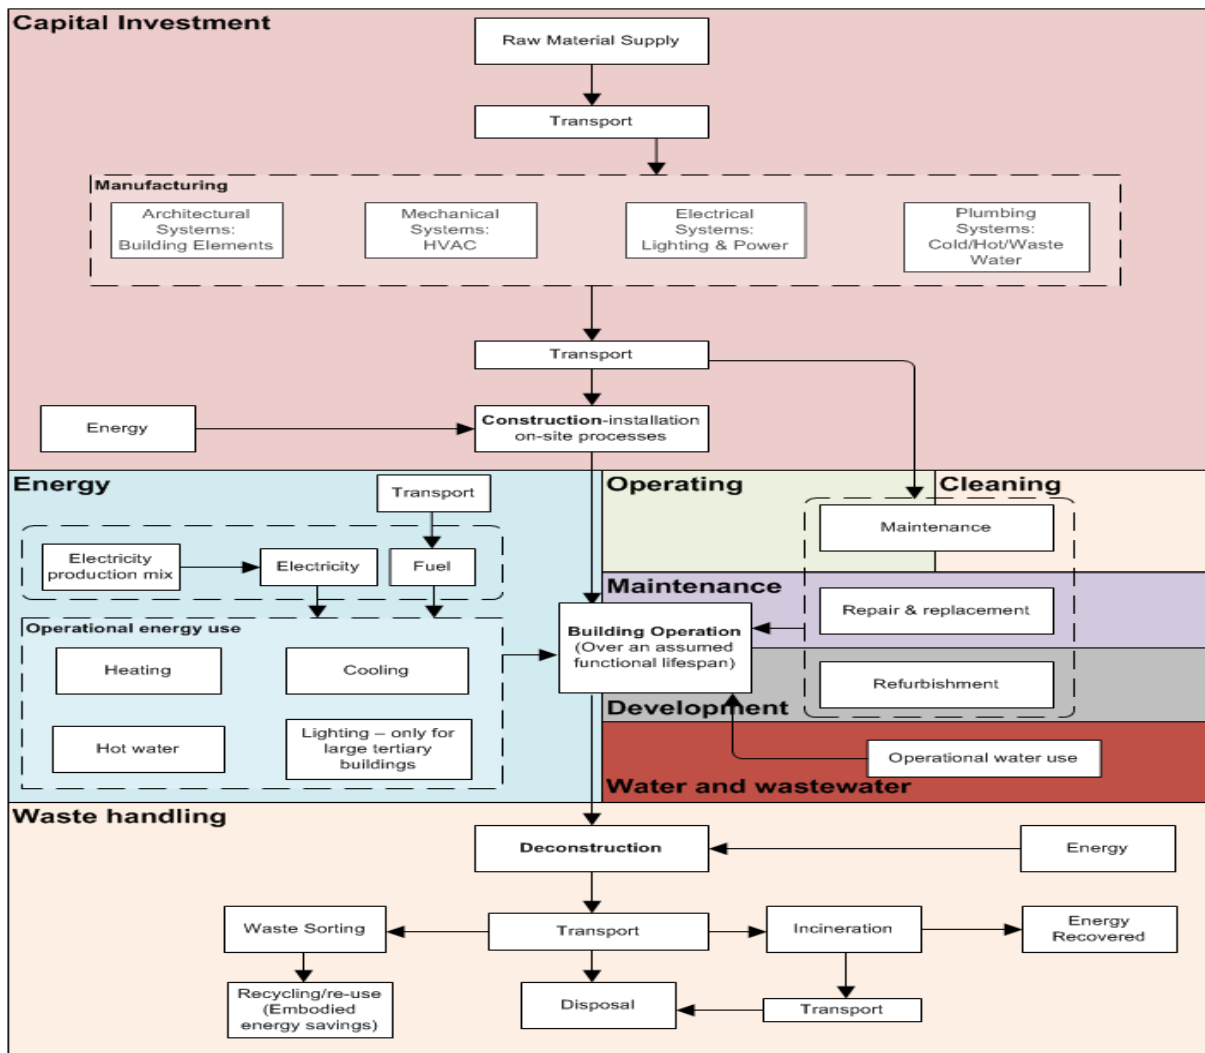 Capital Investment
Raw Material Supply
Transport
Manufacturing
Architectural
Systems:
Building Elements
Mechanical
Systems:
HVAC
Electrical
Systems:
Lighting & Power
Plumbing
Systems:
Cold/Hot/Waste
Water
Transport
Energy
Construction-installation
on-site processes
Energy
Transport
Electricity
production mix
Electricity
Fuel
Operational energy use
Heating
Cooling
Hot water
Lighting – only for
large tertiary
buildings
Operating
Cleaning
Maintenance
Maintenance
Repair & replacement
Building Operation
(Over an assumed
functional lifespan)
Refurbishment
Development
Operational water use
Water and wastewater
Waste handling
Deconstruction
Energy
Waste Sorting
Transport
Incineration
Energy
Recovered
Recycling/re-use
(Embodied
energy savings)
Disposal
Transport